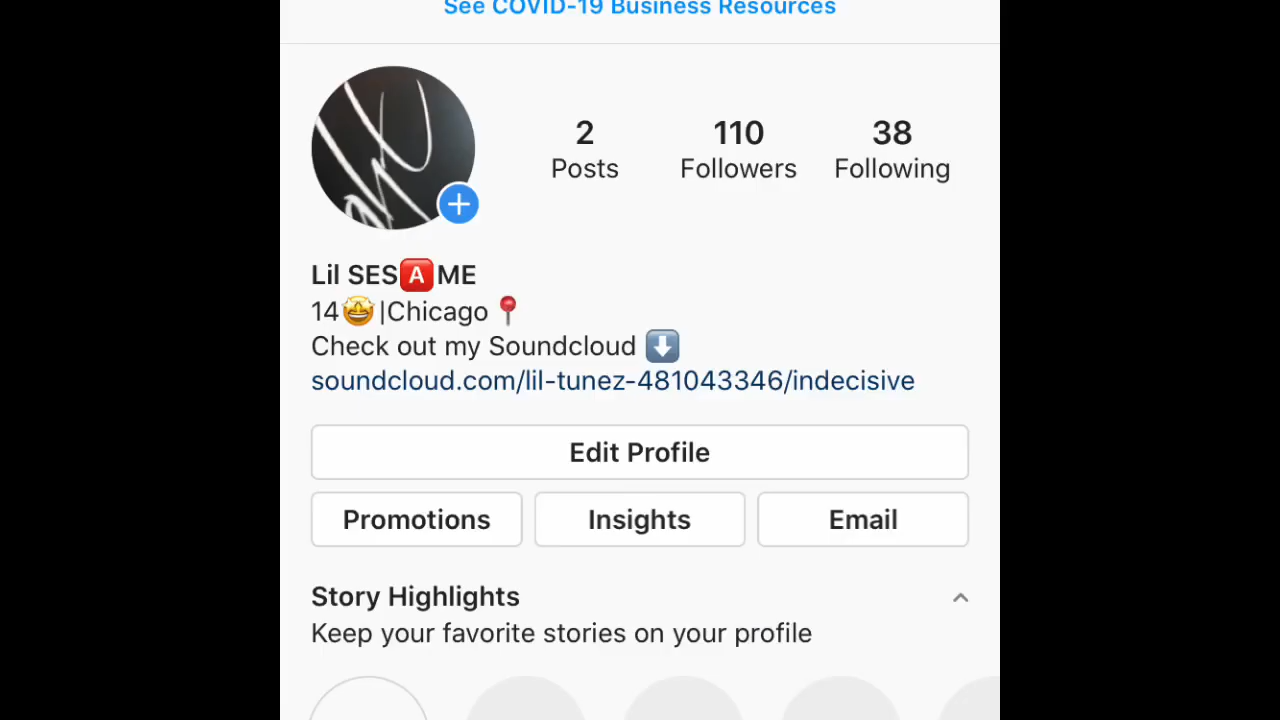 See COVID-19 Business Resources
2 110 38
Posts Followers Following
Lil SES🅰️ME
14🤩|Chicago📍
Check out my Soundcloud ⬇️
soundcloud.com/lil-tunez-481043346/indecisive
Edit Profile
Promotions Insights Email
Story Highlights
Keep your favorite stories on your profile